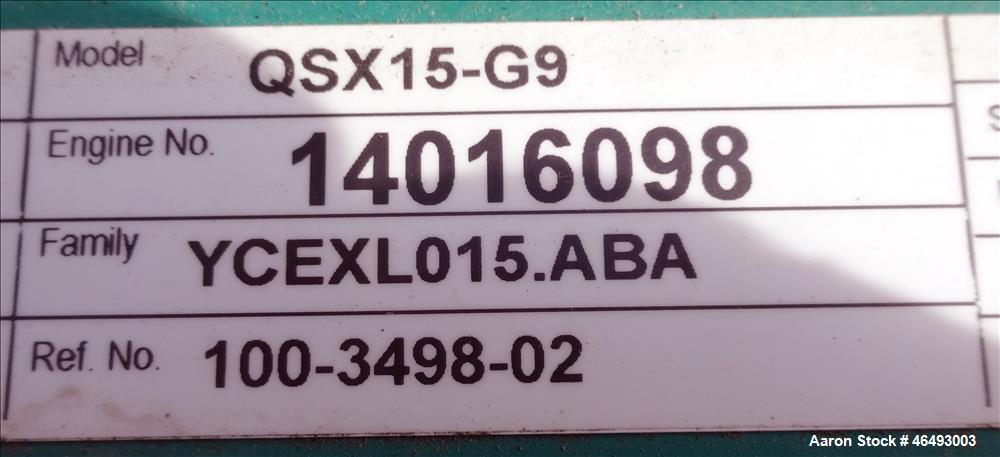 Model QSX15-G9
Engine No. 14016098
Family YCEXL015.ABA
Ref. No. 100-3498-02
Aaron Stock # 46493003